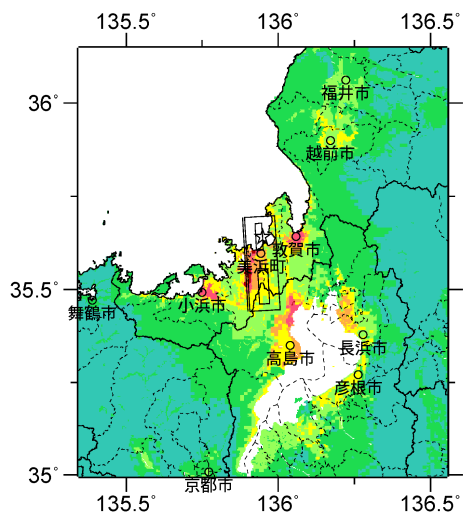 135.5° 136° 136.5°
福井市
36°
越前市
敦賀市
美浜町
35.5°
小浜市
舞鶴市
高島市
長浜市
彦根市
35°
京都市
135.5° 136° 136.5°